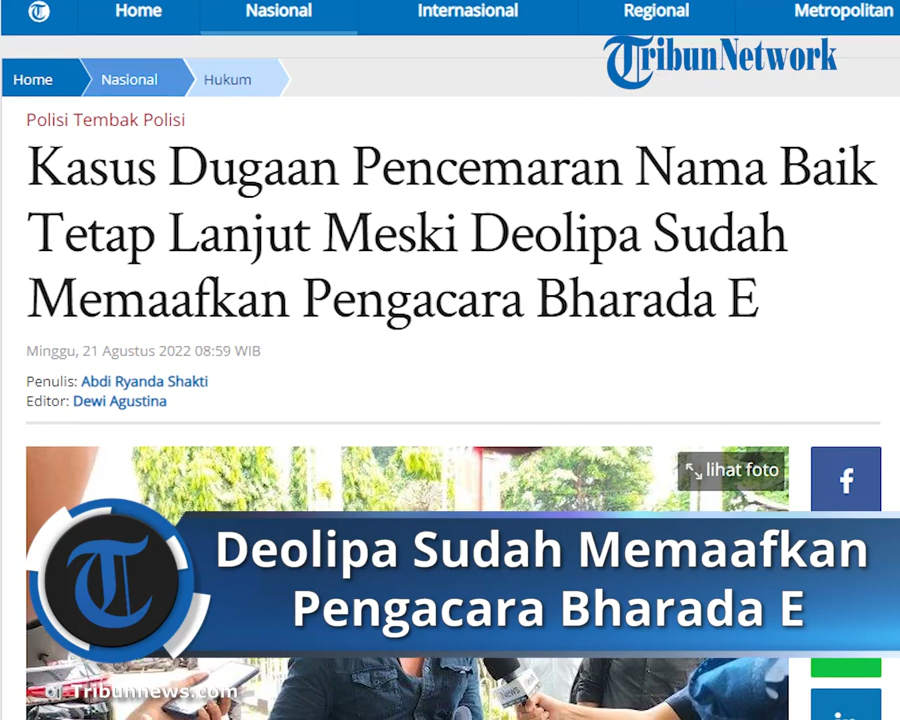 Home Nasional Internasional Regional Metropolitan
TribunNetwork
Home Nasional Hukum
Polisi Tembak Polisi
Kasus Dugaan Pencemaran Nama Baik
Tetap Lanjut Meski Deolipa Sudah
Memaafkan Pengacara Bharada E
Minggu, 21 Agustus 2022 08:59 WIB
Penulis: Abdi Ryanda Shakti
Editor: Dewi Agustina
lihat foto
f
Deolipa Sudah Memaafkan
Pengacara Bharada E
Tribunnews.com
News